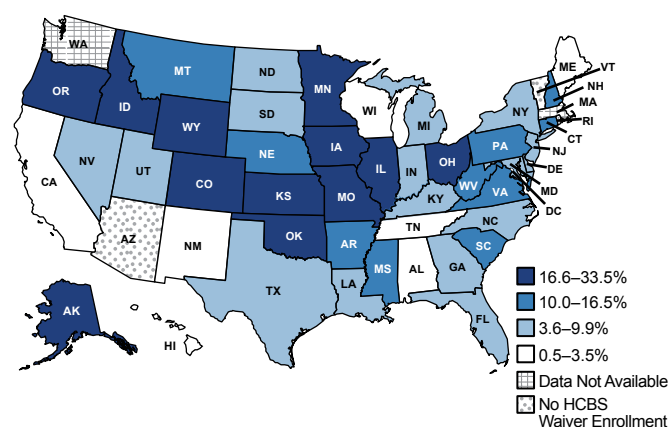 WA
ME
VT
MT
ND
MN
OR
NH
ID
WI
MA
SD
NY
WY
MI
RI
CT
IA
PA
NE
NJ
NV
OH
IL
IN
UT
DE
CA
CO
WV
KS
MO
VA
MD
KY
DC
NC
TN
OK
AZ
NM
AR
SC
MS
AL
GA
16.6–33.5%
TX
LA
10.0–16.5%
AK
FL
3.6–9.9%
HI
0.5–3.5%
Data Not Available
No HCBS
Waiver Enrollment